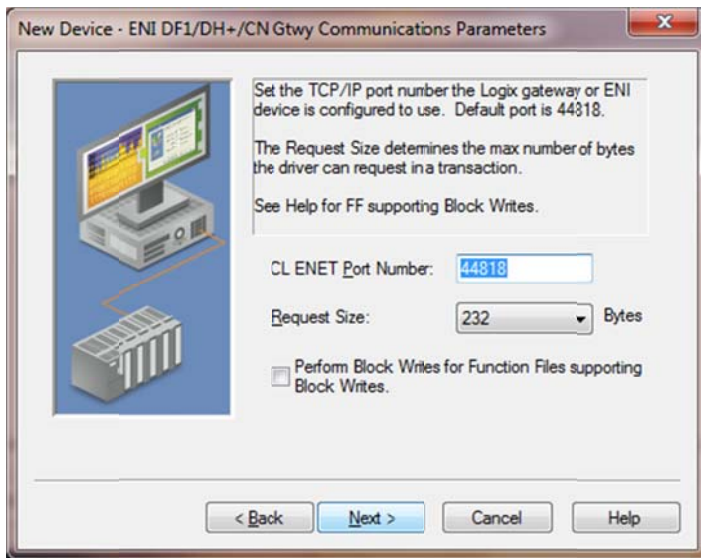 New Device - ENI DF1/DH+/CN Gtwy Communications Parameters
Set the TCP/IP port number the Logix gateway or ENI
device is configured to use. Default port is 44818.
The Request Size determines the max number of bytes
the driver can request in a transaction.
See Help for FF supporting Block Writes.
CL ENET Port Number: 44818
Request Size: 232 Bytes
Perform Block Writes for Function Files supporting
Block Writes.
< Back Next > Cancel Help